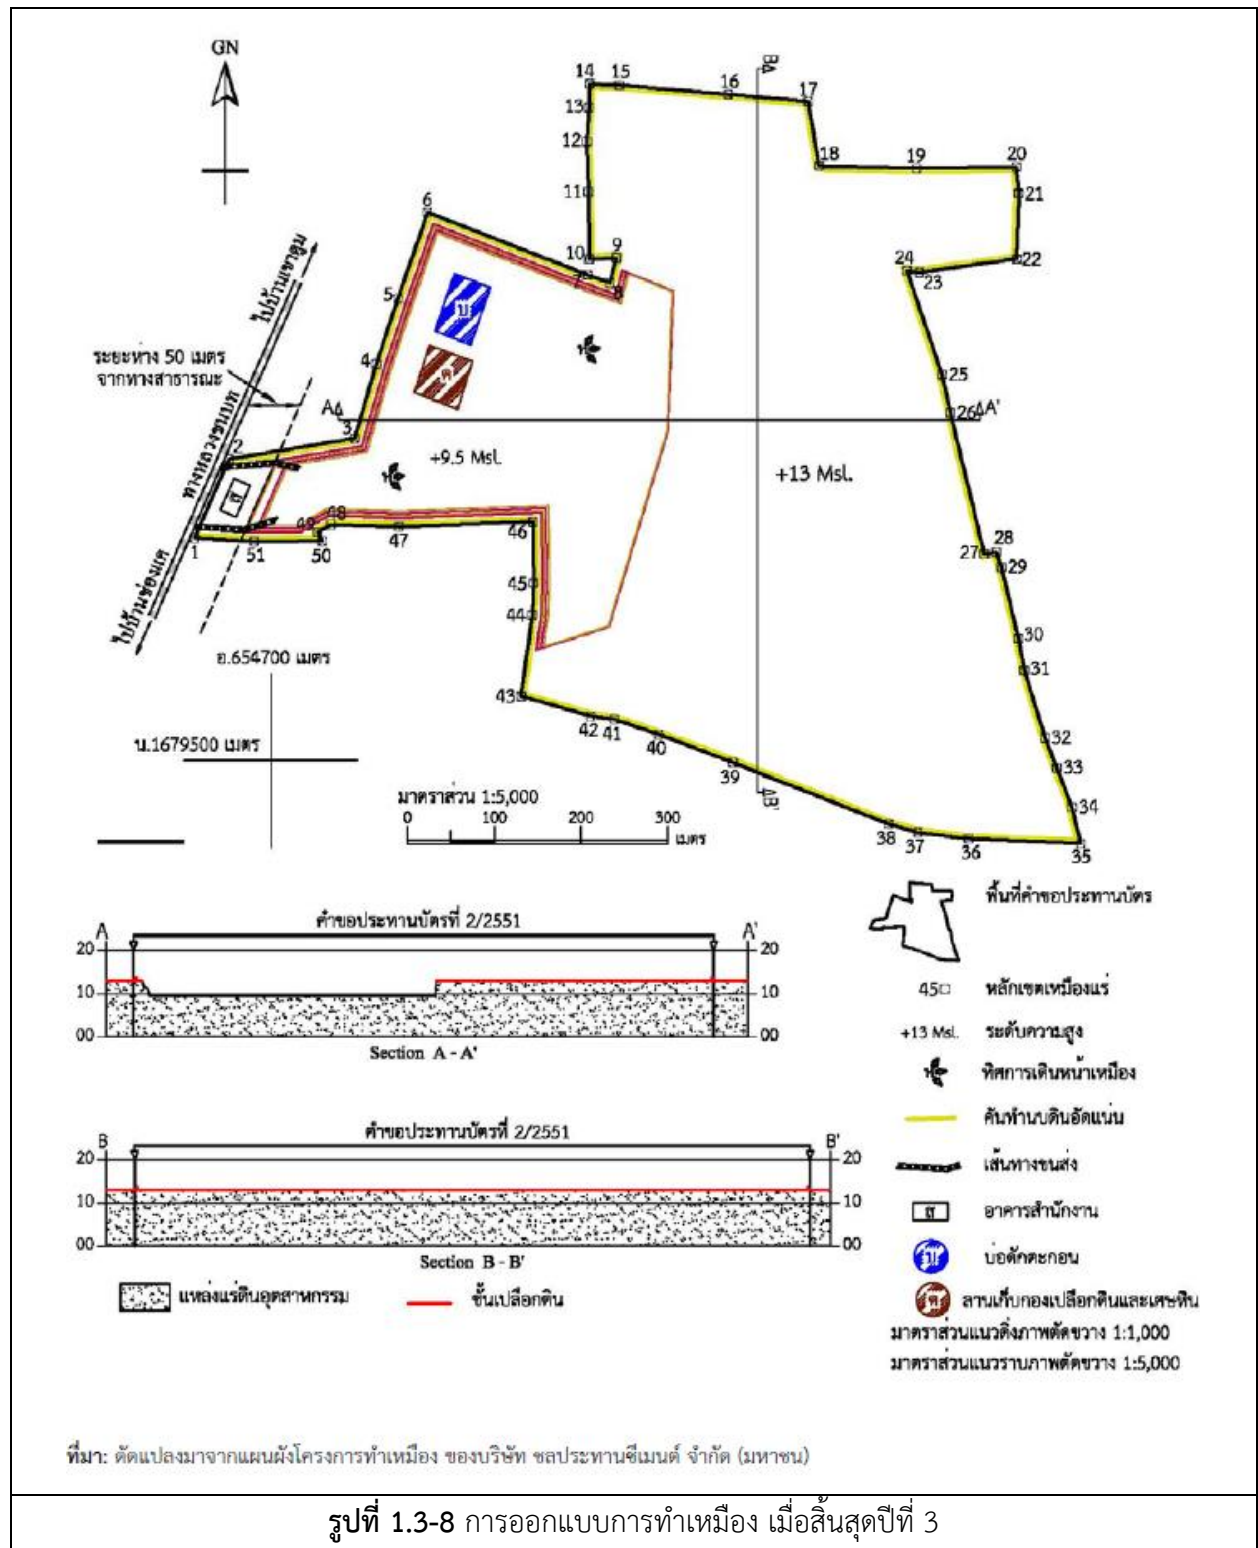 GN
14
15
16
17
B
13
12
18
19
20
11
21
6
10
9
22
24
23
7
8
5
ไปบ้านเขาตูม
บ
ระยะห่าง 50 เมตร
จากทางสาธารณะ
4
ค
25
A
26
A'
3
ทางหลวงชนบท
2
+9.5 Msl.
+13 Msl.
ส
49
48
46
1
51
50
47
27
28
29
ไปบ้านช่องแค
45
44
30
31
อ.654700 เมตร
43
42
41
40
32
น.1679500 เมตร
39
33
B'
มาตราส่วน 1:5,000
34
0
100
200
300
เมตร
38
37
36
35
คำขอประทานบัตรที่ 2/2551
A
A'
20
20
10
10
00
00
Section A - A'
คำขอประทานบัตรที่ 2/2551
B
B'
20
20
10
10
00
00
Section B - B'
แหล่งแร่ดินอุตสาหกรรม
ชั้นเปลือกดิน
พื้นที่คำขอประทานบัตร
45 หลักเขตเหมืองแร่
+13 Msl. ระดับความสูง
ทิศการเดินหน้าเหมือง
คันทำนบดินอัดแน่น
เส้นทางขนส่ง
ส อาคารสำนักงาน
บ บ่อดักตะกอน
ค ลานเก็บกองเปลือกดินและเศษหิน
มาตราส่วนแนวดิ่งภาพตัดขวาง 1:1,000
มาตราส่วนแนวราบภาพตัดขวาง 1:5,000
ที่มา: ดัดแปลงมาจากแผนผังโครงการทำเหมือง ของบริษัท ชลประทานซีเมนต์ จำกัด (มหาชน)
รูปที่ 1.3-8 การออกแบบการทำเหมือง เมื่อสิ้นสุดปีที่ 3